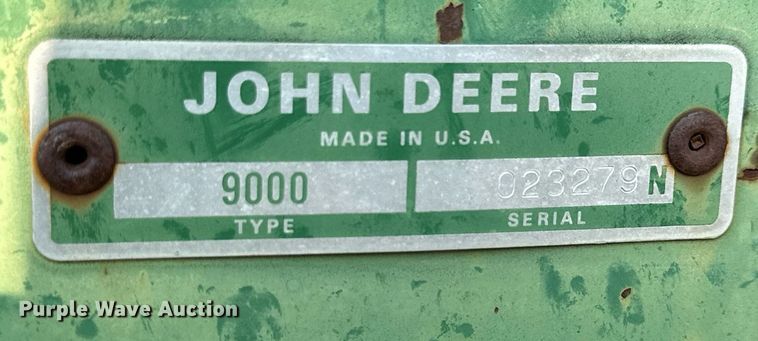 JOHN DEERE
MADE IN U.S.A.
9000 023279N
TYPE SERIAL
Purple Wave Auction